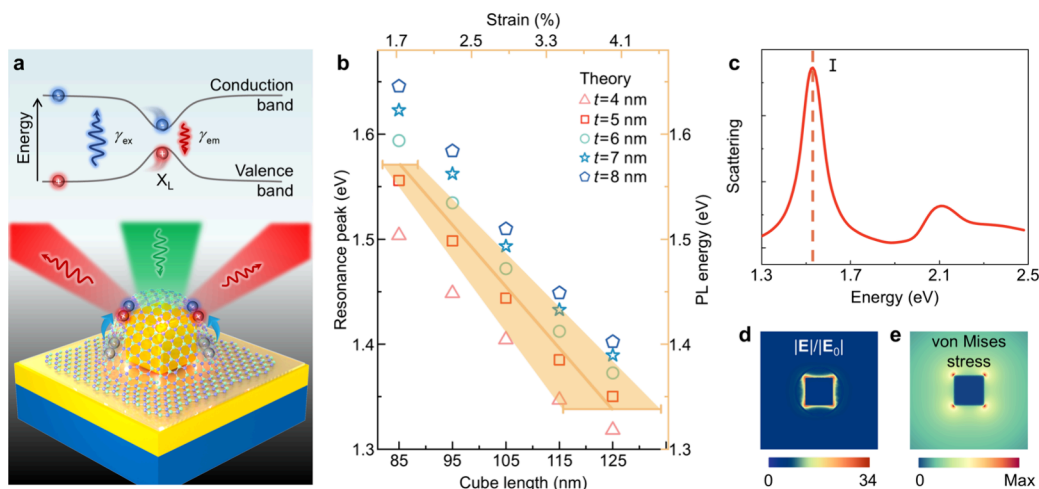 a
Conduction
band
Energy
γex
γem
XL
Valence
band
b
Strain (%)
1.7
2.5
3.3
4.1
Theory
t=4 nm
t=5 nm
t=6 nm
t=7 nm
t=8 nm
Resonance peak (eV)
1.6
1.5
1.4
1.3
PL energy (eV)
1.6
1.5
1.4
1.3
85
95
105
115
125
Cube length (nm)
c
I
Scattering
1.3
1.7
2.1
2.5
Energy (eV)
d
|E|/|E0|
0
34
e
von Mises
stress
0
Max